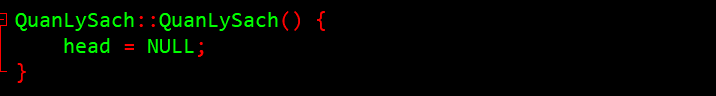 QuanLySach::QuanLySach() {
    head = NULL;
}